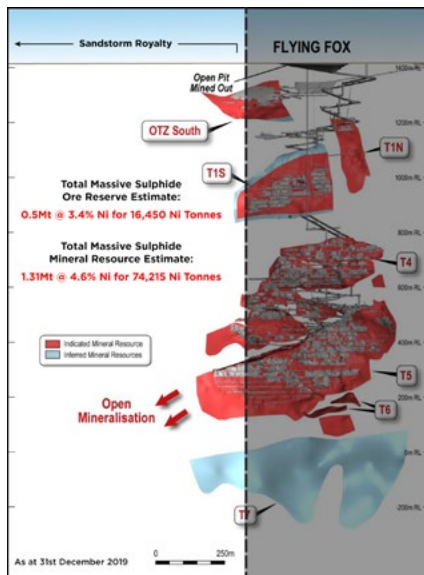 Sandstorm Royalty
FLYING FOX
1400m RL
Open Pit
Mined Out
OTZ South
1200m RL
T1N
T1S
1000m RL
Total Massive Sulphide
Ore Reserve Estimate:
0.5Mt @ 3.4% Ni for 16,450 Ni Tonnes
800m RL
Total Massive Sulphide
Mineral Resource Estimate:
1.31Mt @ 4.6% Ni for 74,215 Ni Tonnes
T4
600m RL
Indicated Mineral Resource
Inferred Mineral Resources
400m RL
T5
Open
Mineralisation
200m RL
T6
0m RL
T7
-200m RL
As at 31st December 2019
0
250m